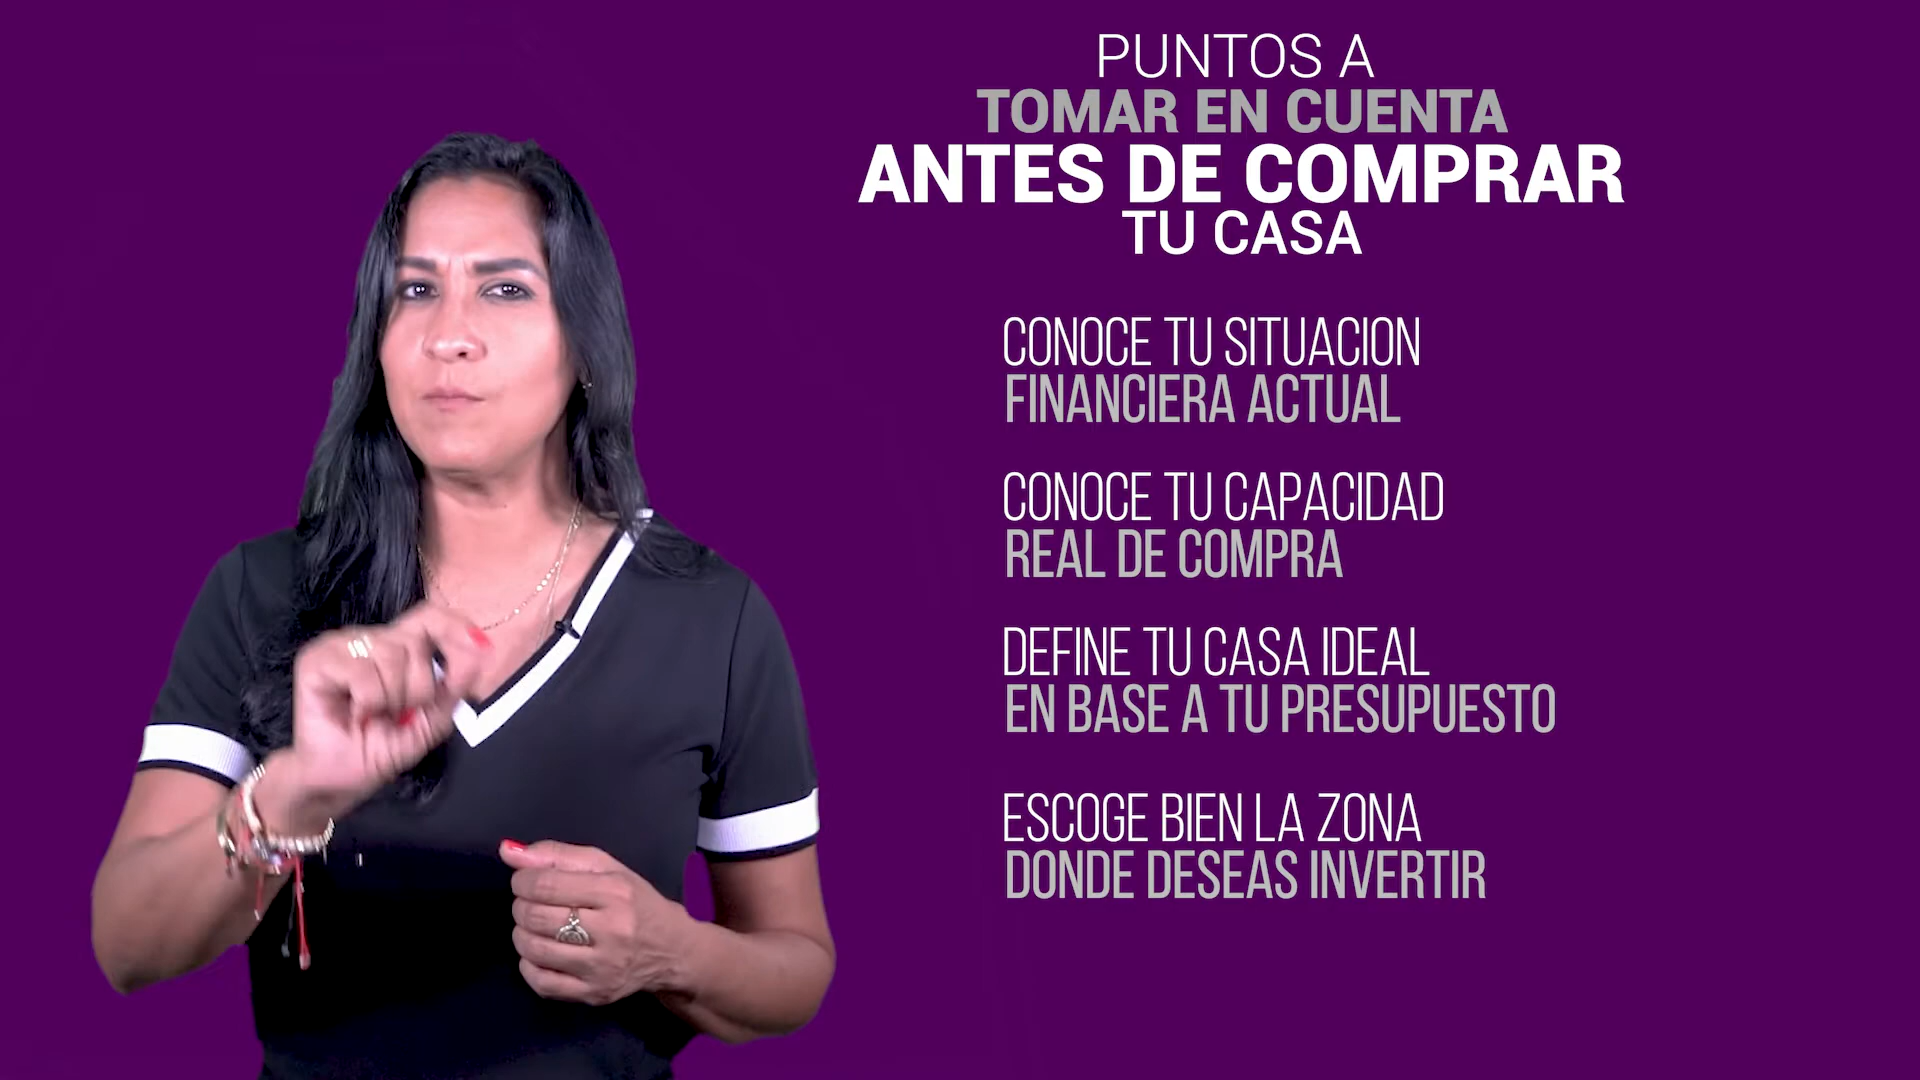 PUNTOS A
TOMAR EN CUENTA
ANTES DE COMPRAR
TU CASA
CONOCE TU SITUACION
FINANCIERA ACTUAL
CONOCE TU CAPACIDAD
REAL DE COMPRA
DEFINE TU CASA IDEAL
EN BASE A TU PRESUPUESTO
ESCOGE BIEN LA ZONA
DONDE DESEAS INVERTIR